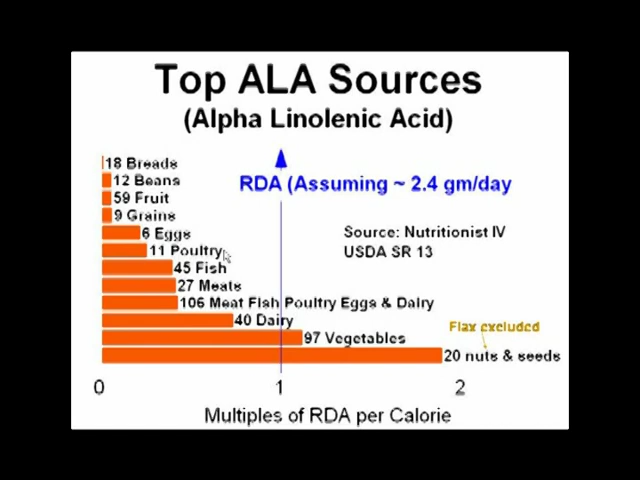 Top ALA Sources
(Alpha Linolenic Acid)
18 Breads
12 Beans
RDA (Assuming ~ 2.4 gm/day
59 Fruit
9 Grains
6 Eggs
Source: Nutritionist IV
11 Poultry
USDA SR 13
45 Fish
27 Meats
106 Meat Fish Poultry Eggs & Dairy
40 Dairy
Flax excluded
97 Vegetables
20 nuts & seeds
0 1 2
Multiples of RDA per Calorie